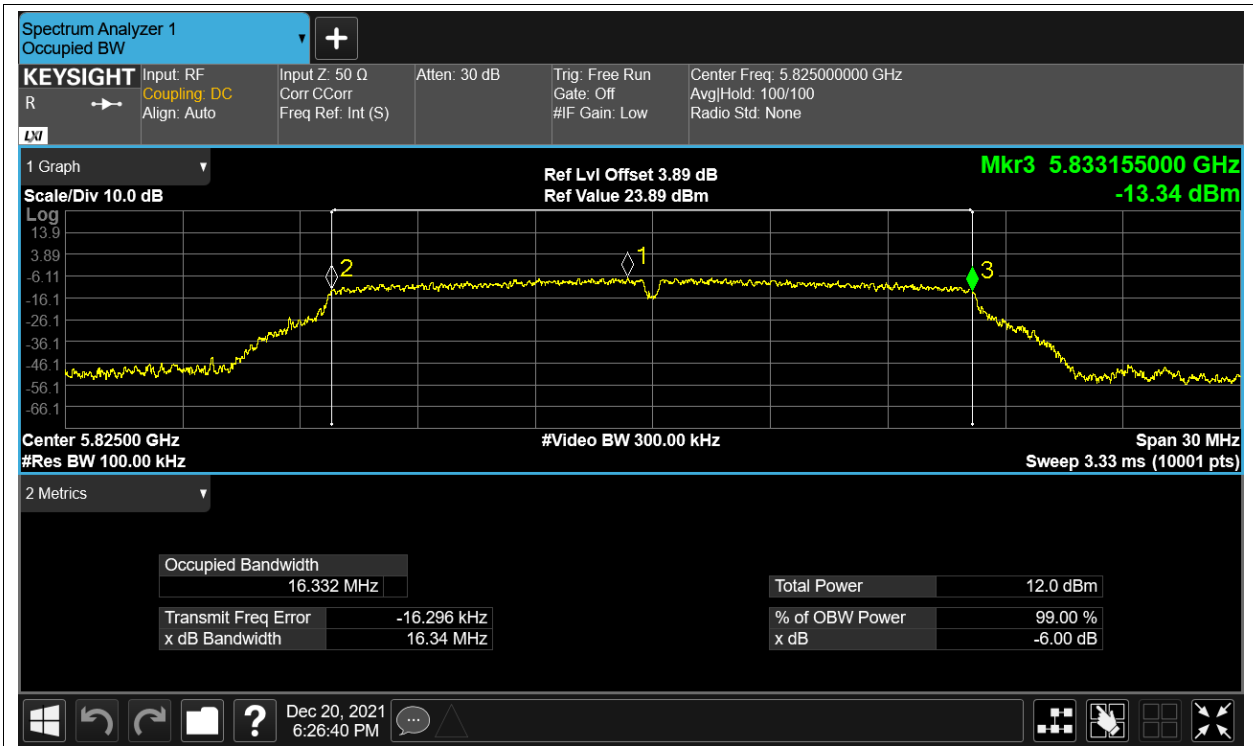 Spectrum Analyzer 1
Occupied BW
KEYSIGHT
R
LXI
Input: RF
Coupling: DC
Align: Auto
Input Z: 50 Ω
Corr CCorr
Freq Ref: Int (S)
Atten: 30 dB
Trig: Free Run
Gate: Off
#IF Gain: Low
Center Freq: 5.825000000 GHz
Avg|Hold: 100/100
Radio Std: None
1 Graph
Scale/Div 10.0 dB
Ref Lvl Offset 3.89 dB
Ref Value 23.89 dBm
Mkr3 5.833155000 GHz
-13.34 dBm
Log
13.9
3.89
-6.11
-16.1
-26.1
-36.1
-46.1
-56.1
-66.1
2
1
3
Center 5.82500 GHz
#Res BW 100.00 kHz
#Video BW 300.00 kHz
Span 30 MHz
Sweep 3.33 ms (10001 pts)
2 Metrics
Occupied Bandwidth
16.332 MHz
Transmit Freq Error -16.296 kHz
x dB Bandwidth 16.34 MHz
Total Power 12.0 dBm
% of OBW Power 99.00 %
x dB -6.00 dB
?
Dec 20, 2021
6:26:40 PM